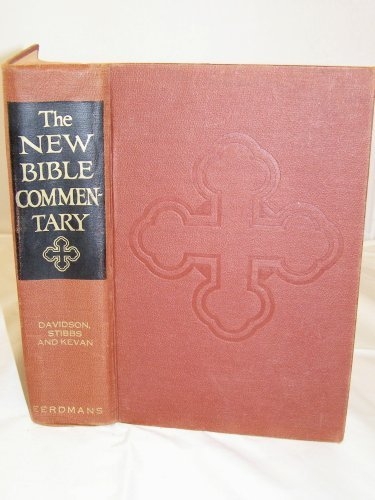 The
NEW
BIBLE
COMMEN-
TARY
DAVIDSON,
STIBBS
AND KEVAN
EERDMANS